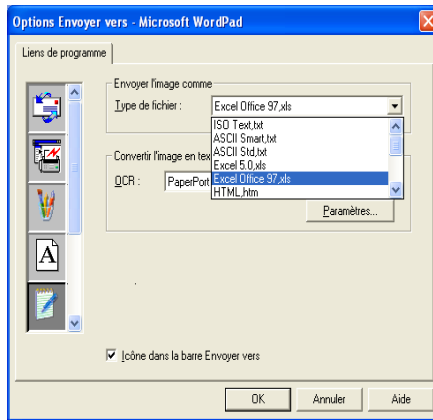 Options Envoyer vers - Microsoft WordPad
Liens de programme
Envoyer l'image comme
Type de fichier :
Excel Office 97,xls
ISO Text,txt
ASCII Smart,txt
ASCII Std,txt
Excel 5.0,xls
Excel Office 97,xls
HTML,htm
Convertir l'image en tex
OCR :
PaperPort
Paramètres...
A
Icône dans la barre Envoyer vers
OK
Annuler
Aide